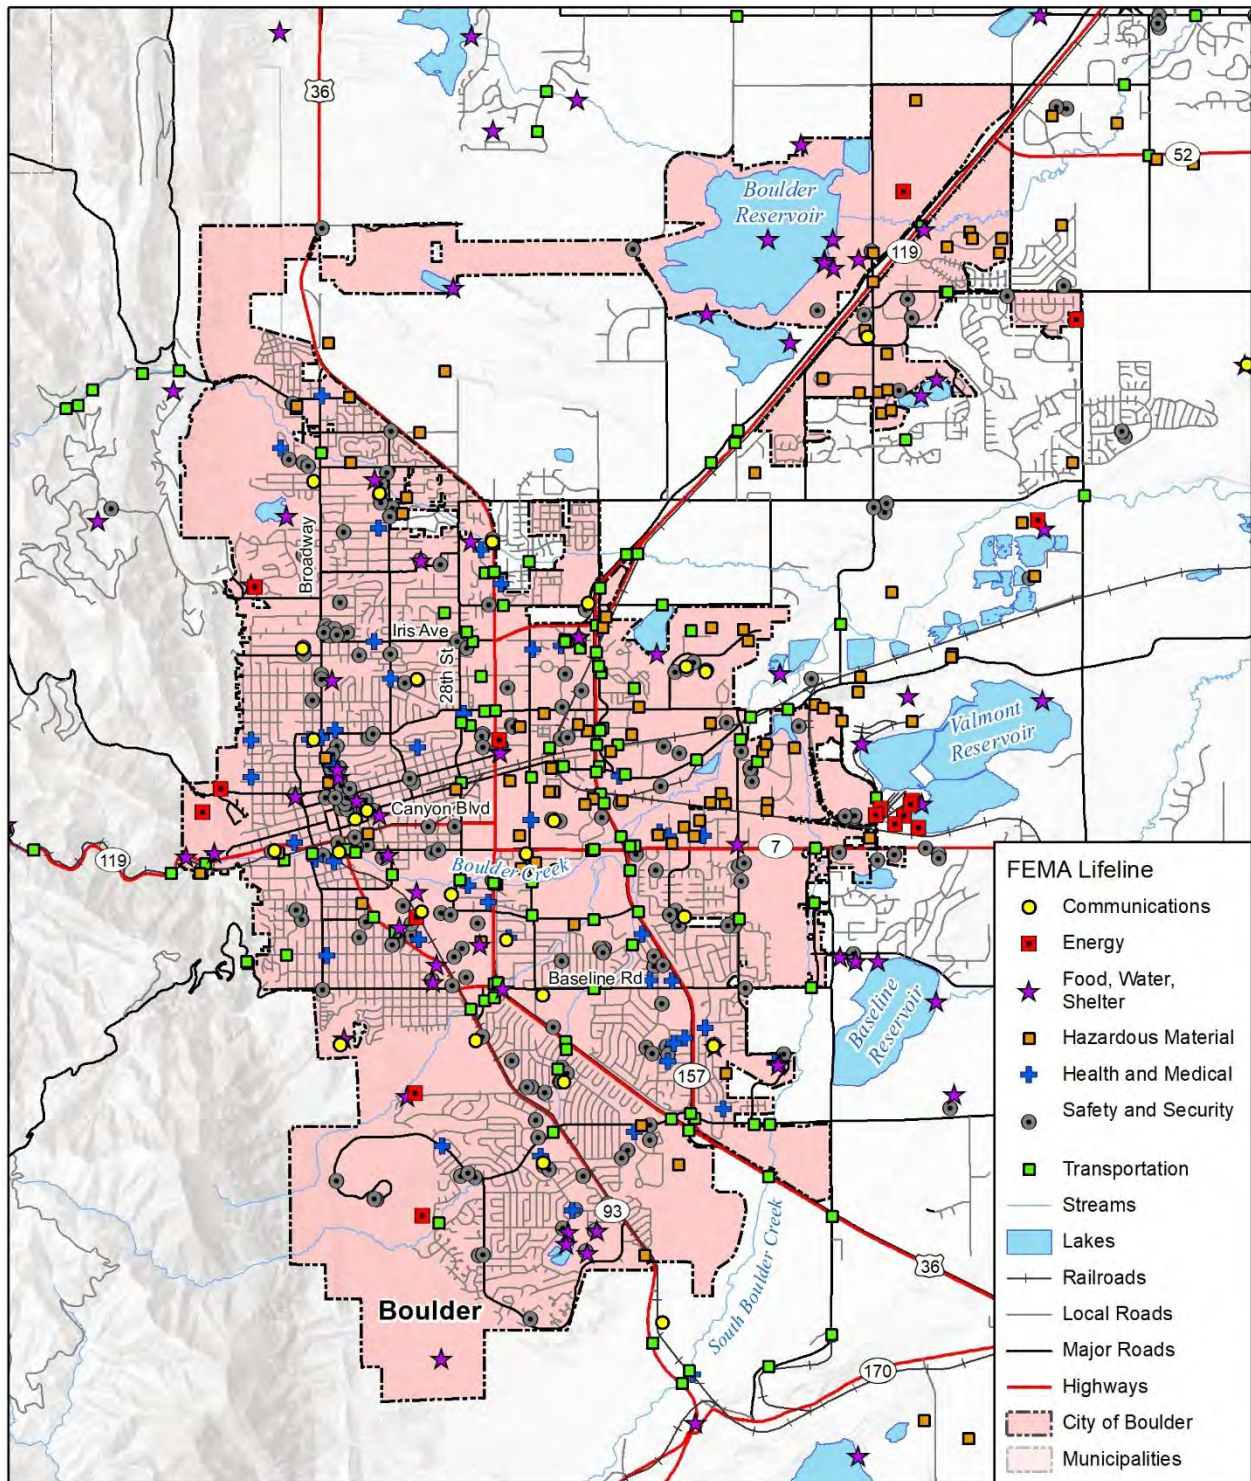 36
52
Boulder
Reservoir
119
Broadway
Iris Ave
28th St
Valmont
Reservoir
Canyon Blvd
119
7
Boulder Creek
Baseline Rd
Baseline
Reservoir
157
93
36
Boulder
South Boulder Creek
170
FEMA Lifeline
Communications
Energy
Food, Water,
Shelter
Hazardous Material
Health and Medical
Safety and Security
Transportation
Streams
Lakes
Railroads
Local Roads
Major Roads
Highways
City of Boulder
Municipalities